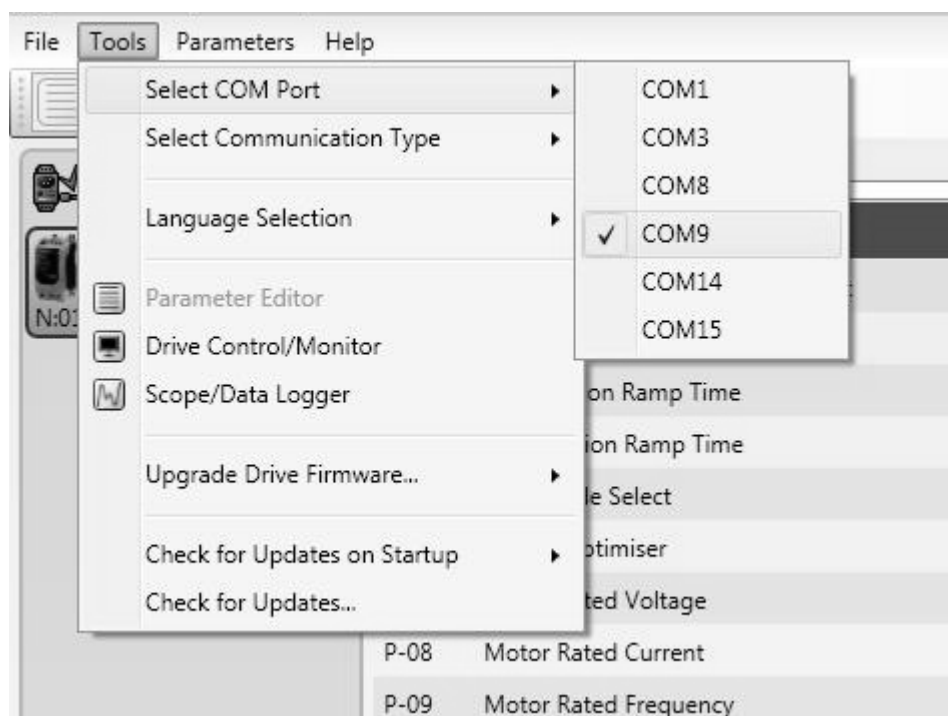 File Tools Parameters Help
Select COM Port
Select Communication Type
Language Selection
Parameter Editor
Drive Control/Monitor
Scope/Data Logger
Upgrade Drive Firmware...
Check for Updates on Startup
Check for Updates...
COM1
COM3
COM8
COM9
COM14
COM15
N:01
on Ramp Time
ion Ramp Time
le Select
ptimiser
ted Voltage
P-08 Motor Rated Current
P-09 Motor Rated Frequency